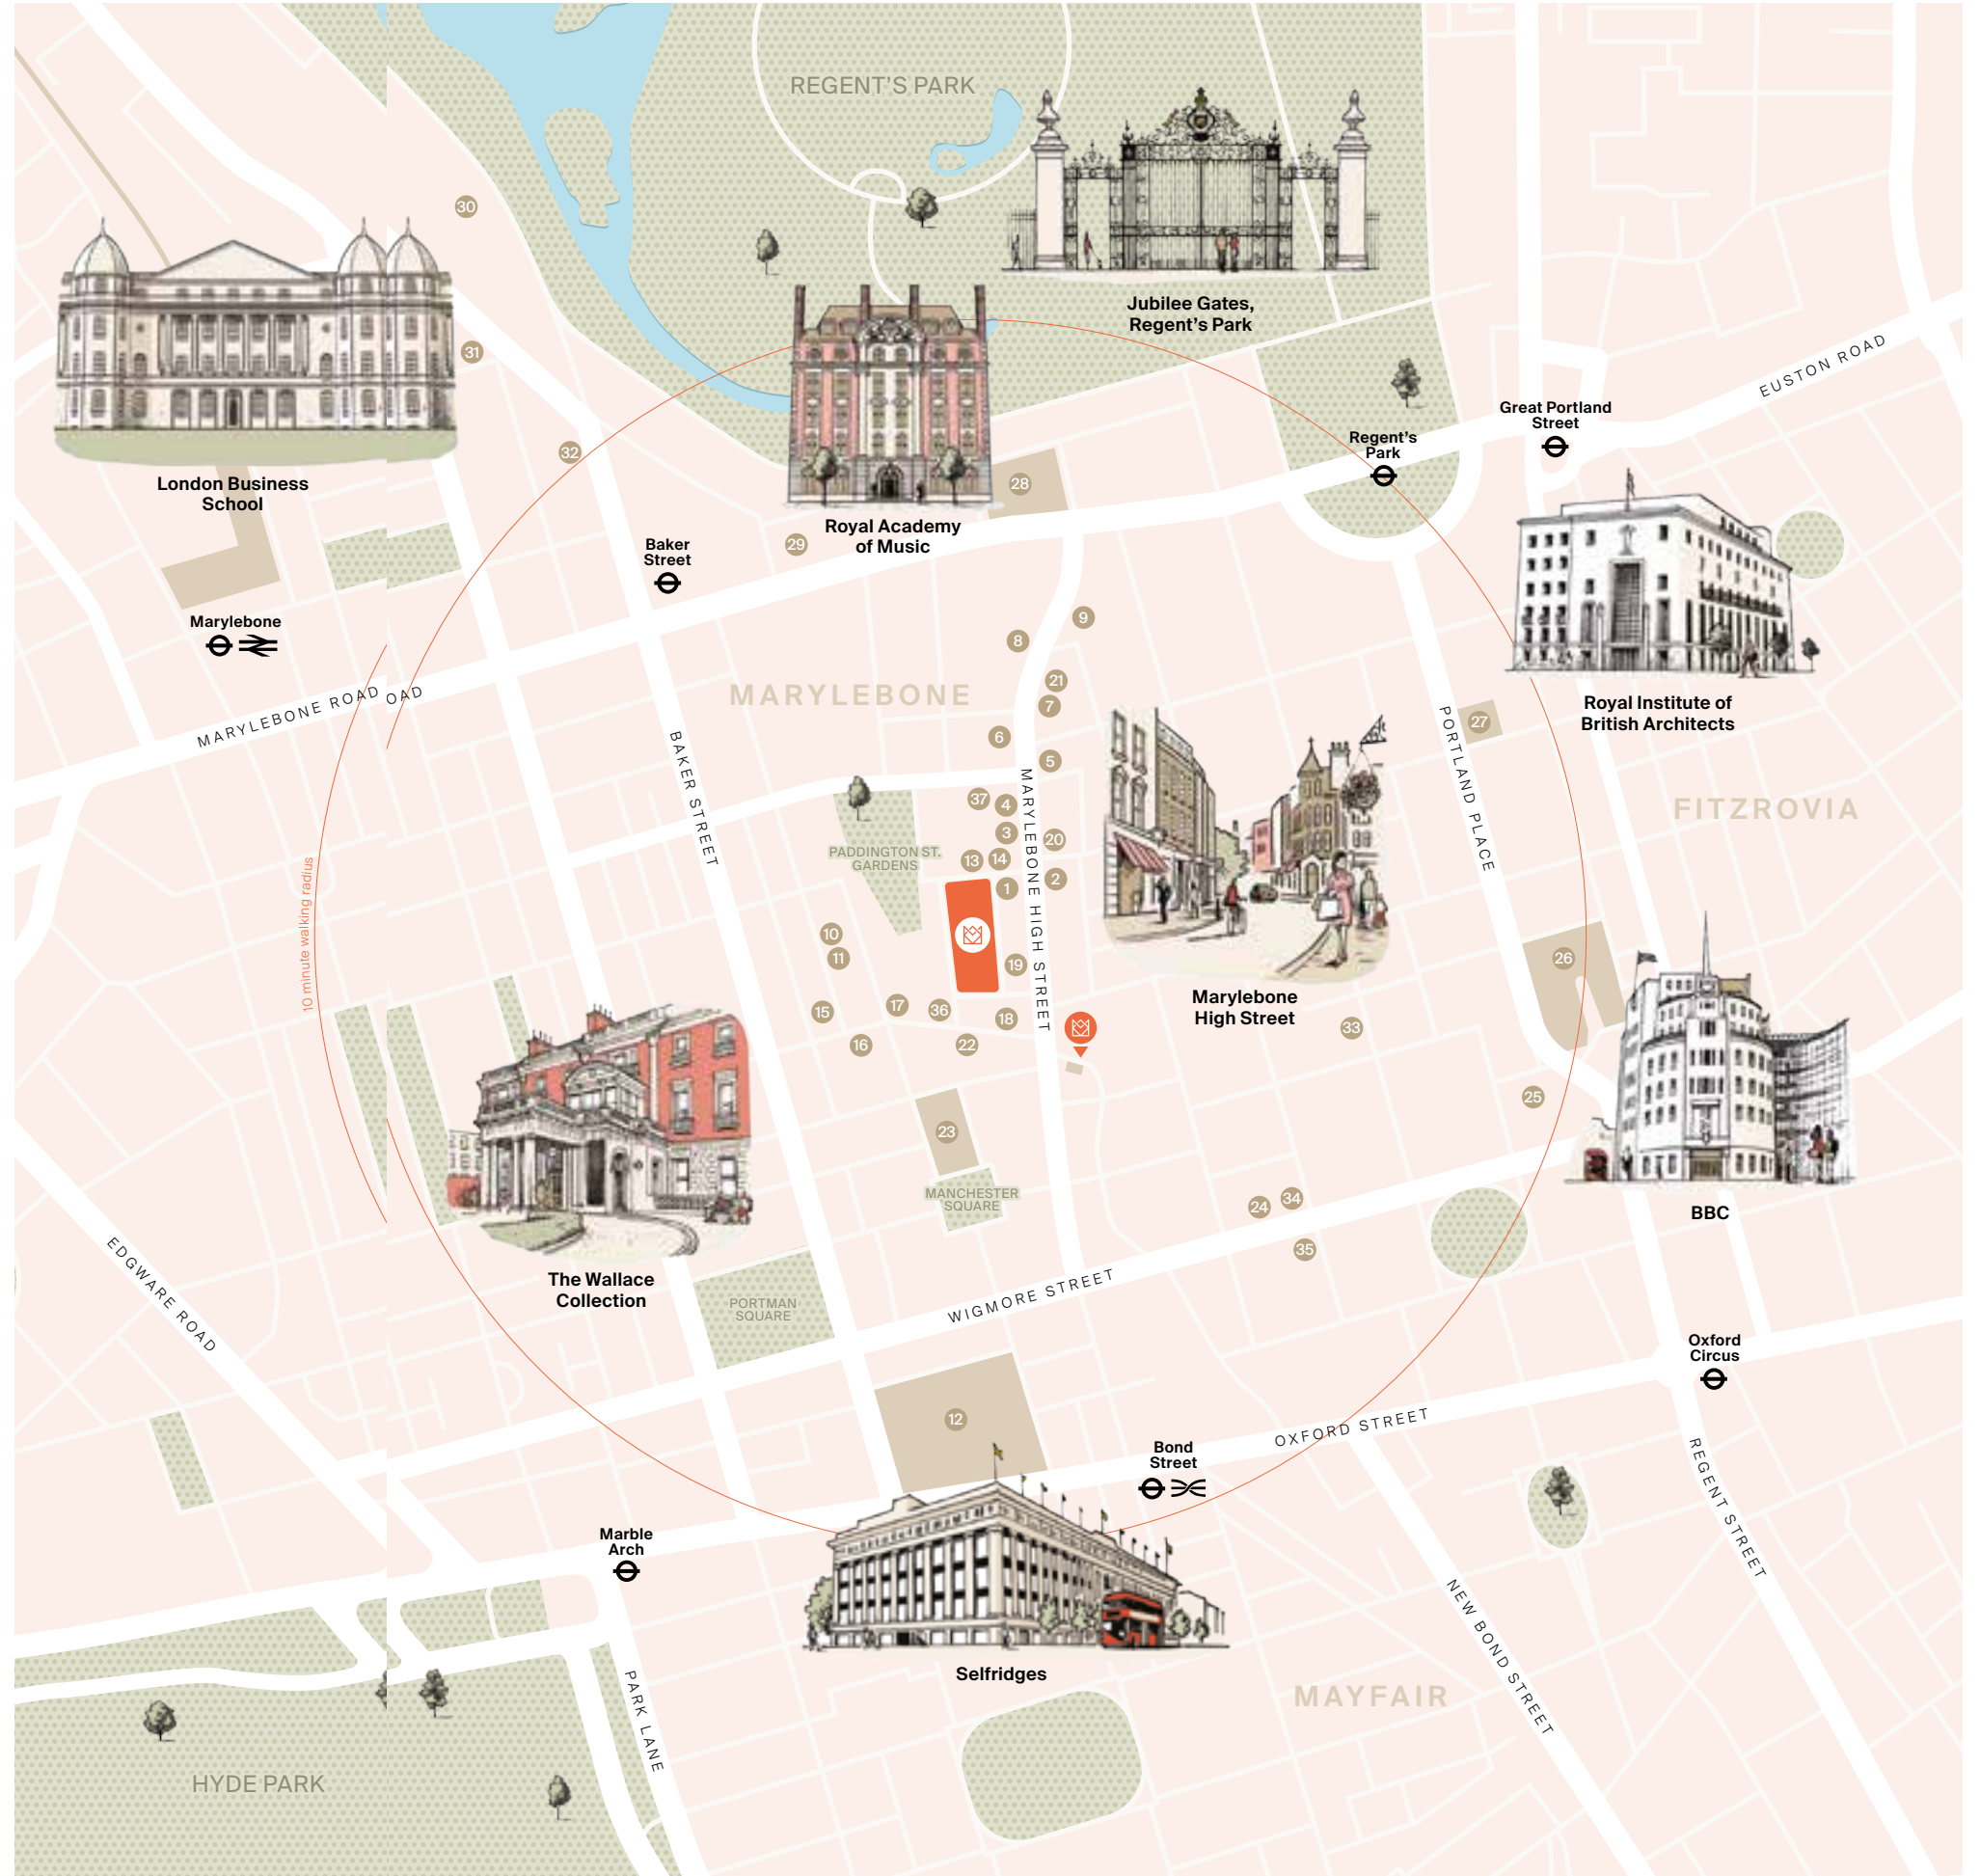 REGENT'S PARK
30
Jubilee Gates,
Regent's Park
31
EUSTON ROAD
Great Portland
Street
Regent's
Park
32
London Business
School
28
Royal Academy
of Music
29
Baker
Street
Marylebone
9
8
21
7
MARYLEBONE
MARYLEBONE ROAD
OAD
6
27
Royal Institute of
British Architects
5
BAKER STREET
PORTLAND PLACE
FITZROVIA
37
4
3
20
MARYLEBONE HIGH STREET
PADDINGTON ST.
GARDENS
13
14
2
1
10 minute walking radius
10
11
19
26
Marylebone
High Street
15
17
36
18
33
16
22
25
23
MANCHESTER
SQUARE
24
34
BBC
35
EDGWARE ROAD
The Wallace
Collection
PORTMAN
SQUARE
WIGMORE STREET
Oxford
Circus
12
OXFORD STREET
Bond
Street
REGENT STREET
Marble
Arch
NEW BOND STREET
Selfridges
PARK LANE
MAYFAIR
HYDE PARK